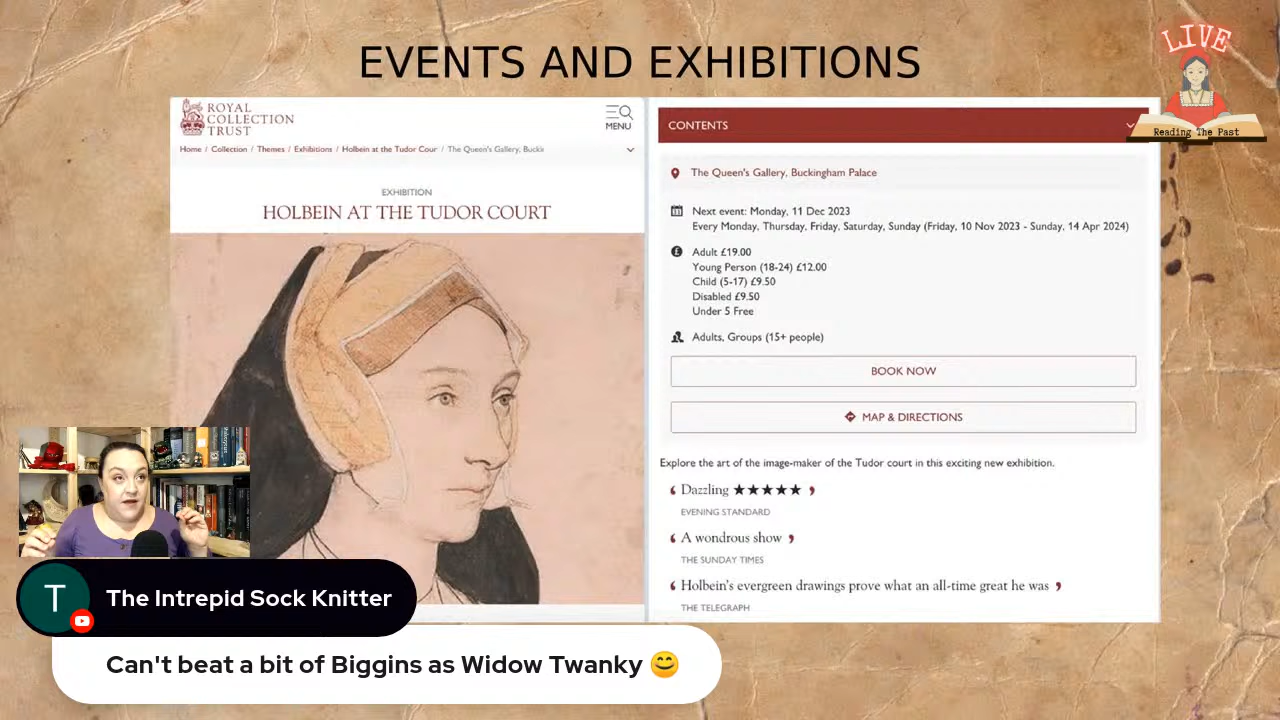 EVENTS AND EXHIBITIONS
LIVE
Reading The Past
ROYAL
COLLECTION
TRUST
MENU
Home / Collection / Themes / Exhibitions / Holbein at the Tudor Cour / The Queen's Gallery, Buckin
EXHIBITION
HOLBEIN AT THE TUDOR COURT
CONTENTS
The Queen's Gallery, Buckingham Palace
Next event: Monday, 11 Dec 2023
Every Monday, Thursday, Friday, Saturday, Sunday (Friday, 10 Nov 2023 - Sunday, 14 Apr 2024)
Adult £19.00
Young Person (18-24) £12.00
Child (5-17) £9.50
Disabled £9.50
Under 5 Free
Adults, Groups (15+ people)
BOOK NOW
MAP & DIRECTIONS
Explore the art of the image-maker of the Tudor court in this exciting new exhibition.
‘ Dazzling ★★★★★ ’
EVENING STANDARD
‘ A wondrous show ’
THE SUNDAY TIMES
‘ Holbein's evergreen drawings prove what an all-time great he was ’
THE TELEGRAPH
T
The Intrepid Sock Knitter
Can't beat a bit of Biggins as Widow Twanky 😊